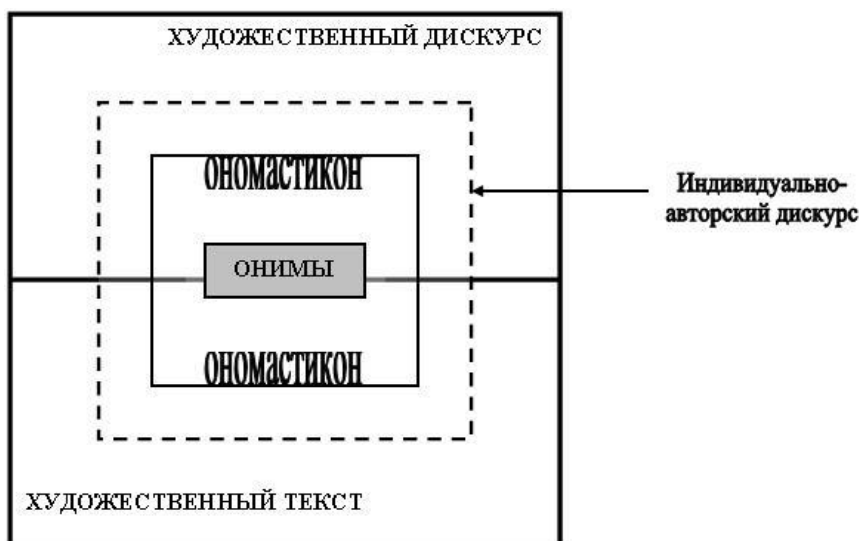 ХУДОЖЕСТВЕННЫЙ ДИСКУРС
ономастикон
Индивидуально-
авторский дискурс
ОНИМЫ
ономастикон
ХУДОЖЕСТВЕННЫЙ ТЕКСТ